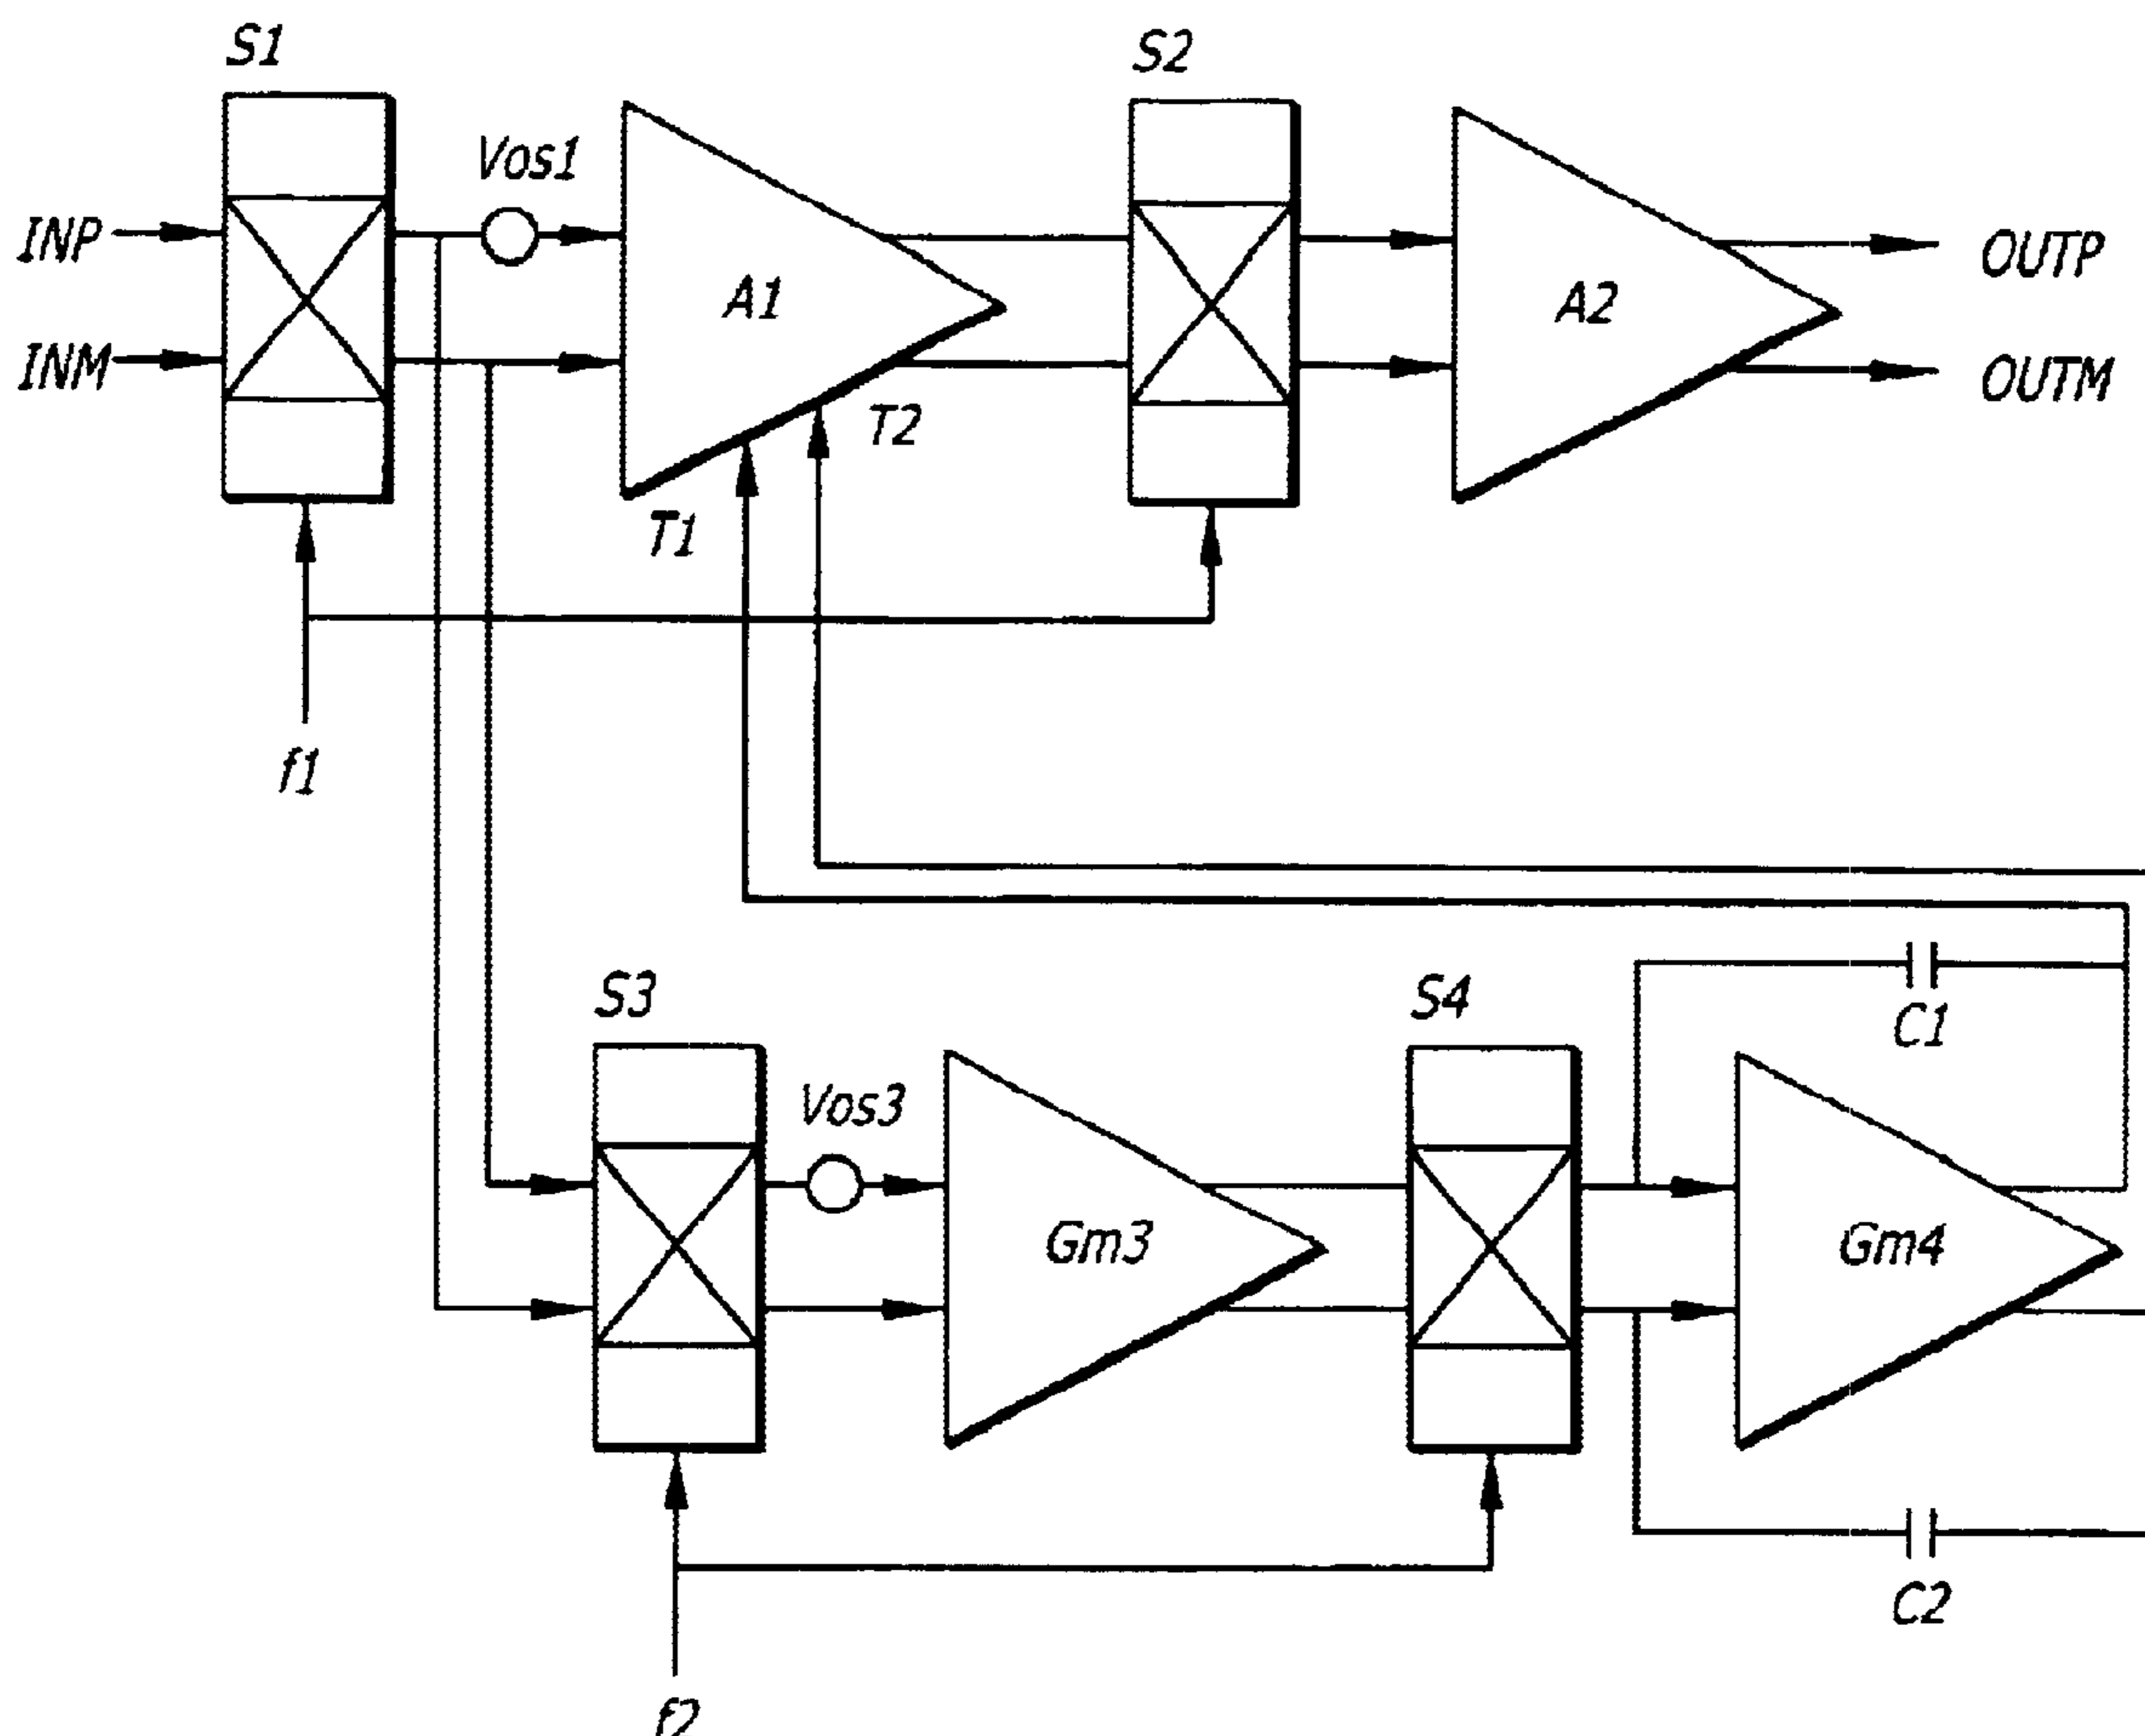 S1
S2
Vos1
INP
A1
A2
OUTP
INM
OUTM
T2
T1
f1
S3
S4
C1
Vos3
Gm3
Gm4
C2
f2